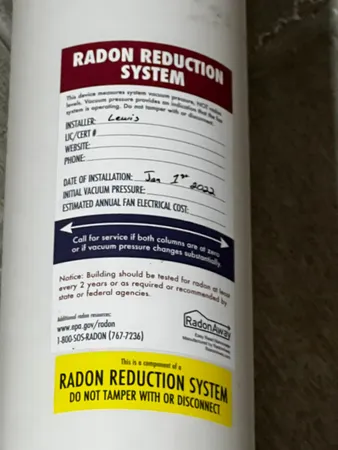 RADON REDUCTION
SYSTEM
This device measures system vacuum pressure, NOT radon
levels. Vacuum pressure provides an indication that the fan
system is operating. Do not tamper with or disconnect.
INSTALLER: Lewis
LIC/CERT #
WEBSITE:
PHONE:
DATE OF INSTALLATION: Jan 1st 2022
INITIAL VACUUM PRESSURE:
ESTIMATED ANNUAL FAN ELECTRICAL COST:
Call for service if both columns are at zero
or if vacuum pressure changes substantially.
Notice: Building should be tested for radon at least
every 2 years or as required or recommended by
state or federal agencies.
Additional radon resources:
www.epa.gov/radon
1-800-SOS-RADON (767-7236)
RadonAway
This is a component of a
RADON REDUCTION SYSTEM
DO NOT TAMPER WITH OR DISCONNECT